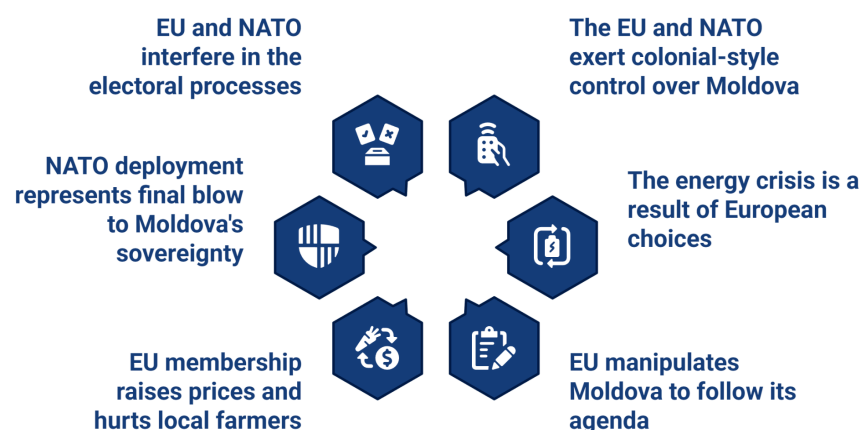 EU and NATO
interfere in the
electoral processes
The EU and NATO
exert colonial-style
control over Moldova
NATO deployment
represents final blow
to Moldova's
sovereignty
The energy crisis is a
result of European
choices
EU membership
raises prices and
hurts local farmers
EU manipulates
Moldova to follow its
agenda